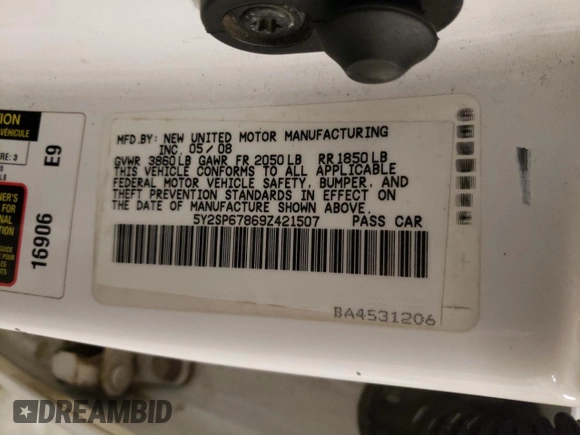 MFD.BY: NEW UNITED MOTOR MANUFACTURING
INC. 05/08
GVWR 3860LB GAWR FR 2050LB RR1850LB
THIS VEHICLE CONFORMS TO ALL APPLICABLE
FEDERAL MOTOR VEHICLE SAFETY, BUMPER, AND
THEFT PREVENTION STANDARDS IN EFFECT ON
THE DATE OF MANUFACTURE SHOWN ABOVE.
5Y2SP67869Z421507 PASS CAR
BA4531206
16906 E9
DREAMBID